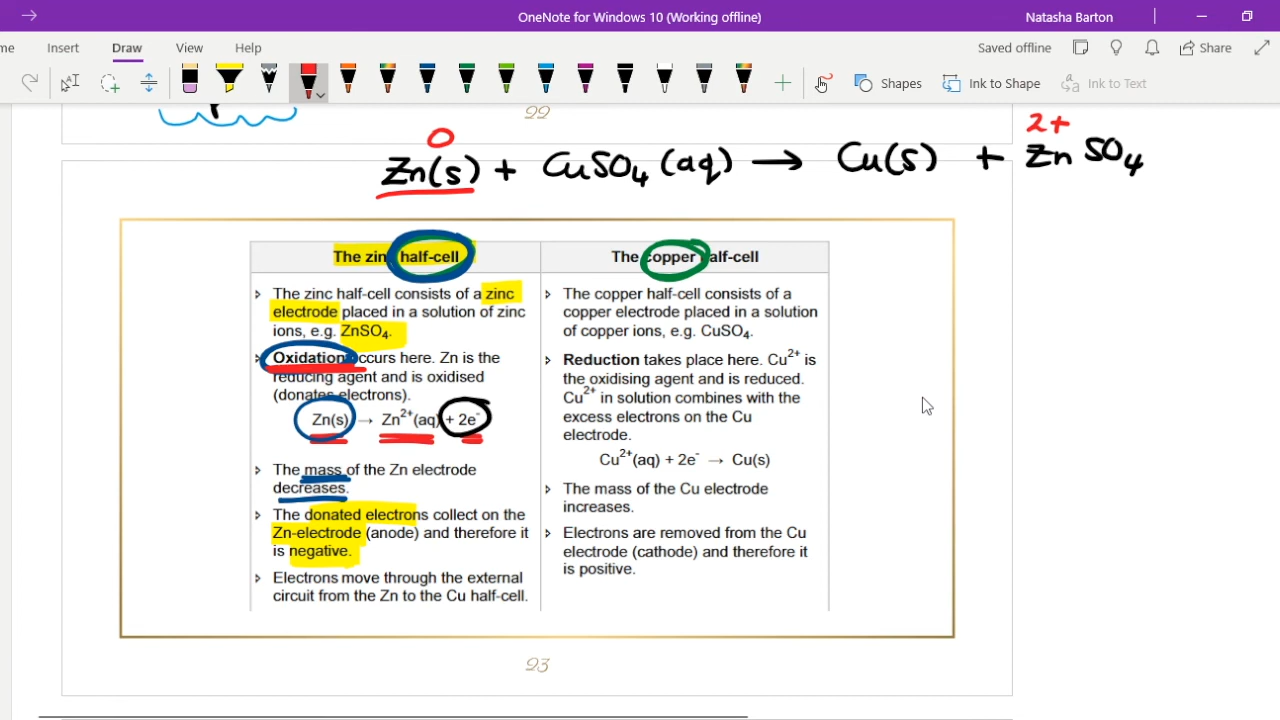 OneNote for Windows 10 (Working offline)
Natasha Barton
me Insert Draw View Help
Saved offline
Share
Shapes
Ink to Shape
Ink to Text
22
0
2+
Zn(s) + CuSO₄ (aq) → Cu(s) + ZnSO₄
The zinc half-cell
The copper half-cell
The zinc half-cell consists of a zinc
electrode placed in a solution of zinc
ions, e.g. ZnSO₄.
Oxidation occurs here. Zn is the
reducing agent and is oxidised
(donates electrons).
Zn(s) → Zn²⁺(aq) + 2e⁻
The mass of the Zn electrode
decreases.
The donated electrons collect on the
Zn-electrode (anode) and therefore it
is negative.
Electrons move through the external
circuit from the Zn to the Cu half-cell.
The copper half-cell consists of a
copper electrode placed in a solution
of copper ions, e.g. CuSO₄.
Reduction takes place here. Cu²⁺ is
the oxidising agent and is reduced.
Cu²⁺ in solution combines with the
excess electrons on the Cu
electrode.
Cu²⁺(aq) + 2e⁻ → Cu(s)
The mass of the Cu electrode
increases.
Electrons are removed from the Cu
electrode (cathode) and therefore it
is positive.
23